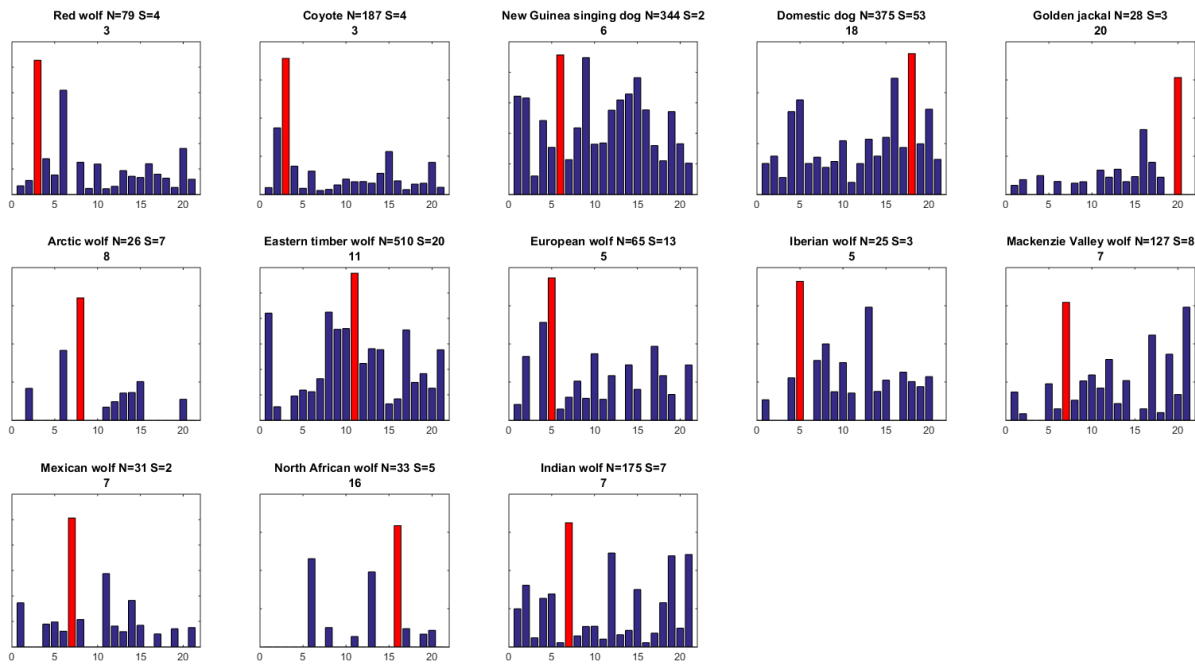 Red wolf N=79 S=4
3
0 5 10 15 20
Coyote N=187 S=4
3
0 5 10 15 20
New Guinea singing dog N=344 S=2
6
0 5 10 15 20
Domestic dog N=375 S=53
18
0 5 10 15 20
Golden jackal N=28 S=3
20
0 5 10 15 20
Arctic wolf N=26 S=7
8
0 5 10 15 20
Eastern timber wolf N=510 S=20
11
0 5 10 15 20
European wolf N=65 S=13
5
0 5 10 15 20
Iberian wolf N=25 S=3
5
0 5 10 15 20
Mackenzie Valley wolf N=127 S=8
7
0 5 10 15 20
Mexican wolf N=31 S=2
7
0 5 10 15 20
North African wolf N=33 S=5
16
0 5 10 15 20
Indian wolf N=175 S=7
7
0 5 10 15 20